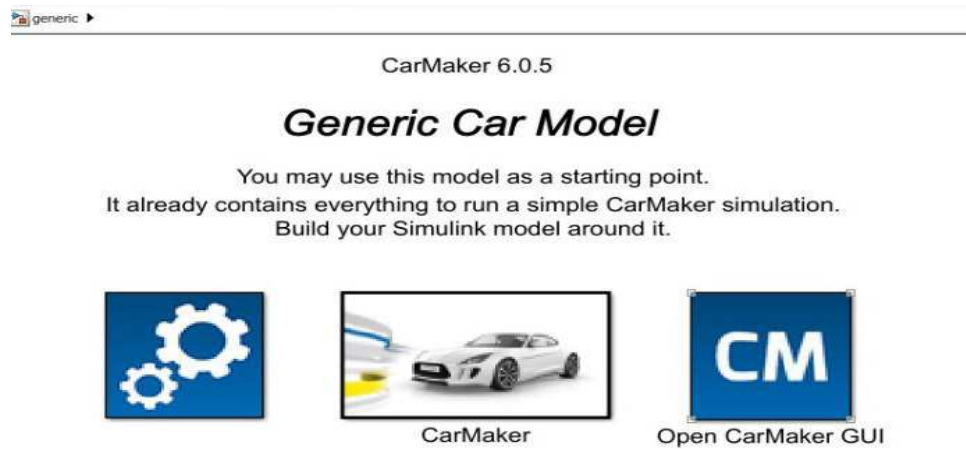 generic
CarMaker 6.0.5
Generic Car Model
You may use this model as a starting point.
It already contains everything to run a simple CarMaker simulation.
Build your Simulink model around it.
CM
CarMaker
Open CarMaker GUI